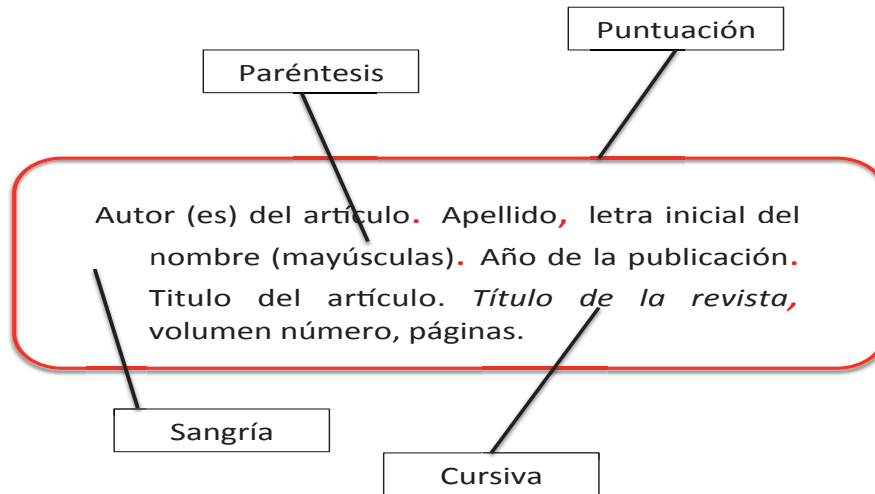 Puntuación
Paréntesis
Autor (es) del artículo. Apellido, letra inicial del
nombre (mayúsculas). Año de la publicación.
Titulo del artículo. Título de la revista,
volumen número, páginas.
Sangría
Cursiva